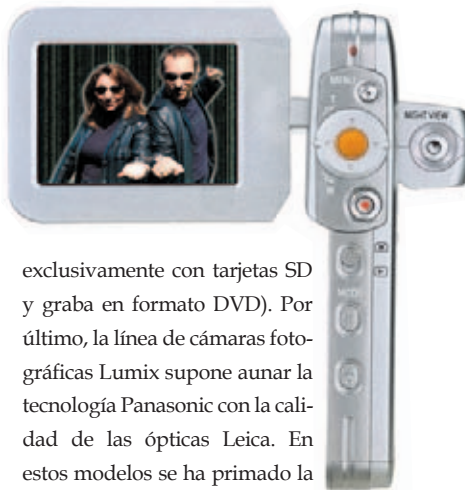 MENU
T
NIGHT VIEW
W
MODE
exclusivamente con tarjetas SD
y graba en formato DVD). Por
último, la línea de cámaras foto-
gráficas Lumix supone aunar la
tecnología Panasonic con la cali-
dad de las ópticas Leica. En
estos modelos se ha primado la